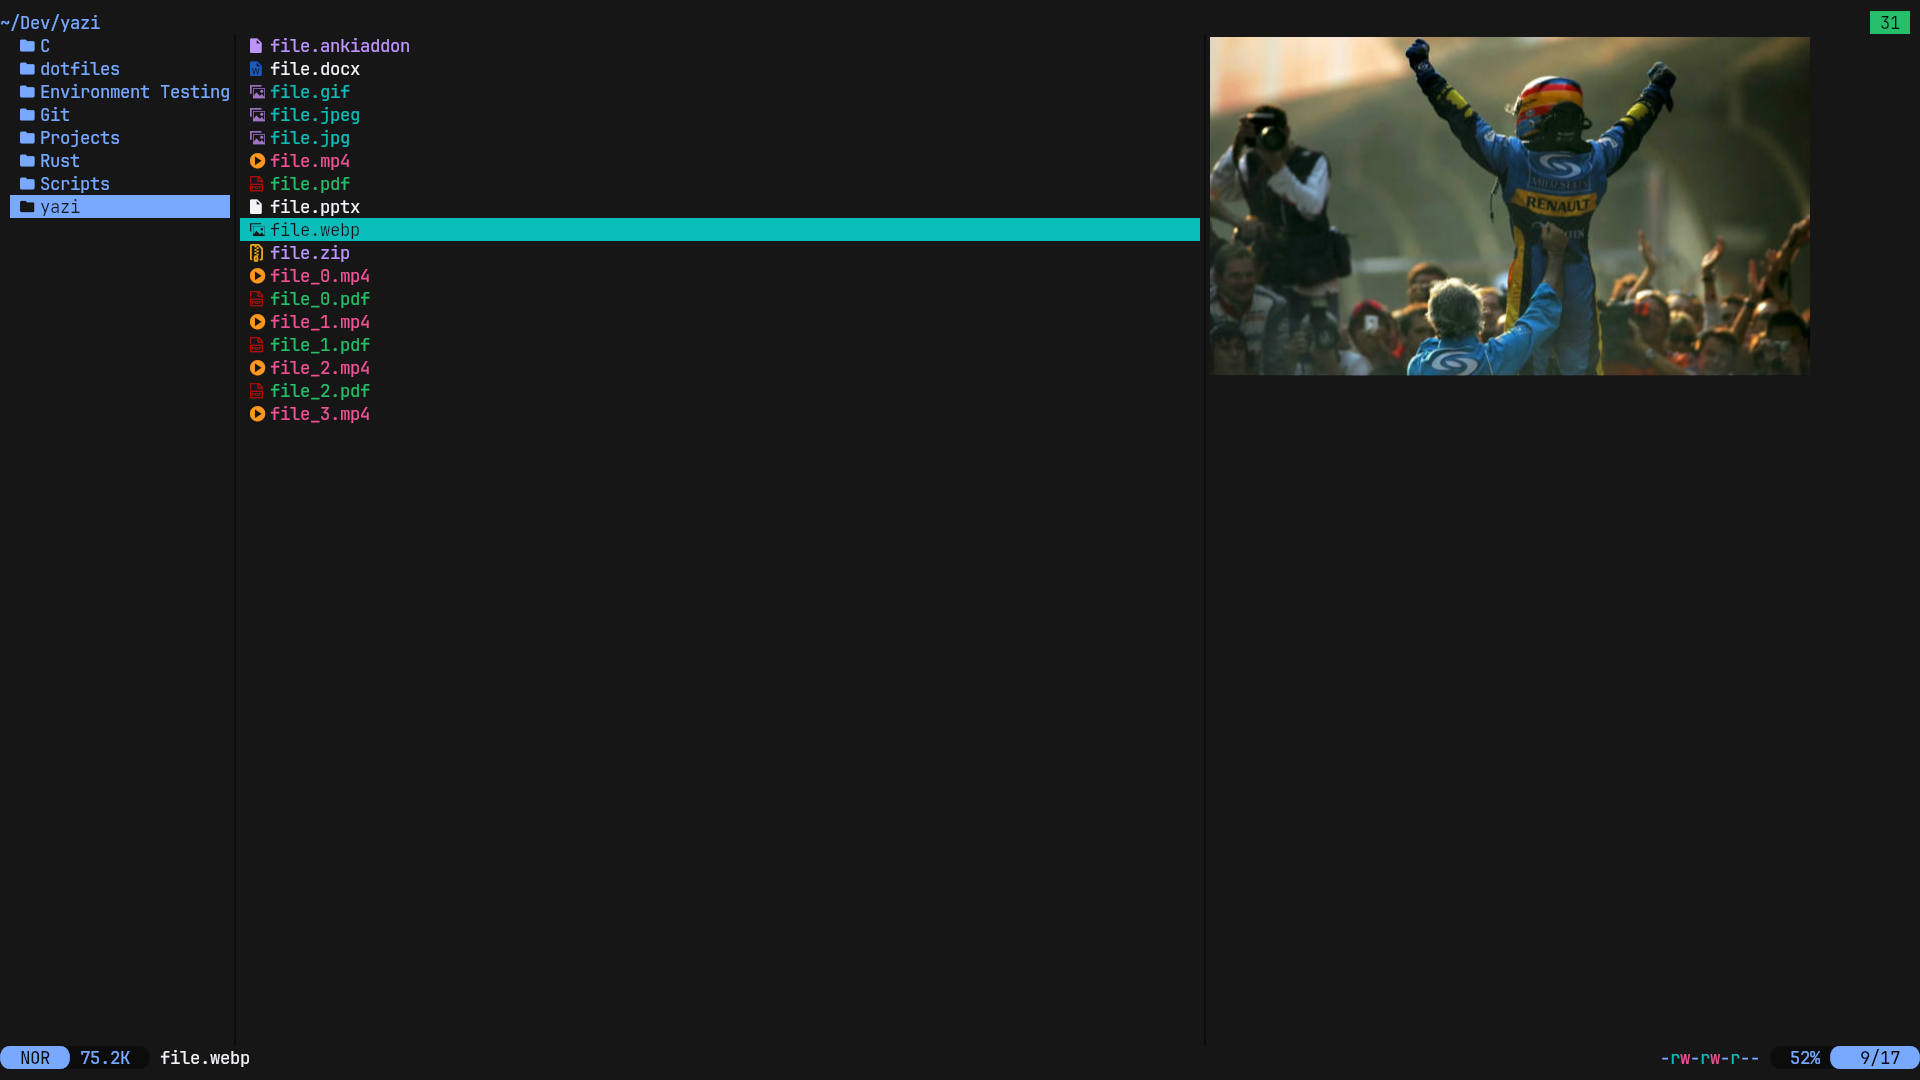 ~/Dev/yazi
31
C
dotfiles
Environment Testing
Git
Projects
Rust
Scripts
yazi
file.ankiaddon
file.docx
file.gif
file.jpeg
file.jpg
file.mp4
file.pdf
file.pptx
file.webp
file.zip
file_0.mp4
file_0.pdf
file_1.mp4
file_1.pdf
file_2.mp4
file_2.pdf
file_3.mp4
MILD SEVEN
RENAULT
NOR 75.2K file.webp
-rw-rw-r-- 52% 9/17